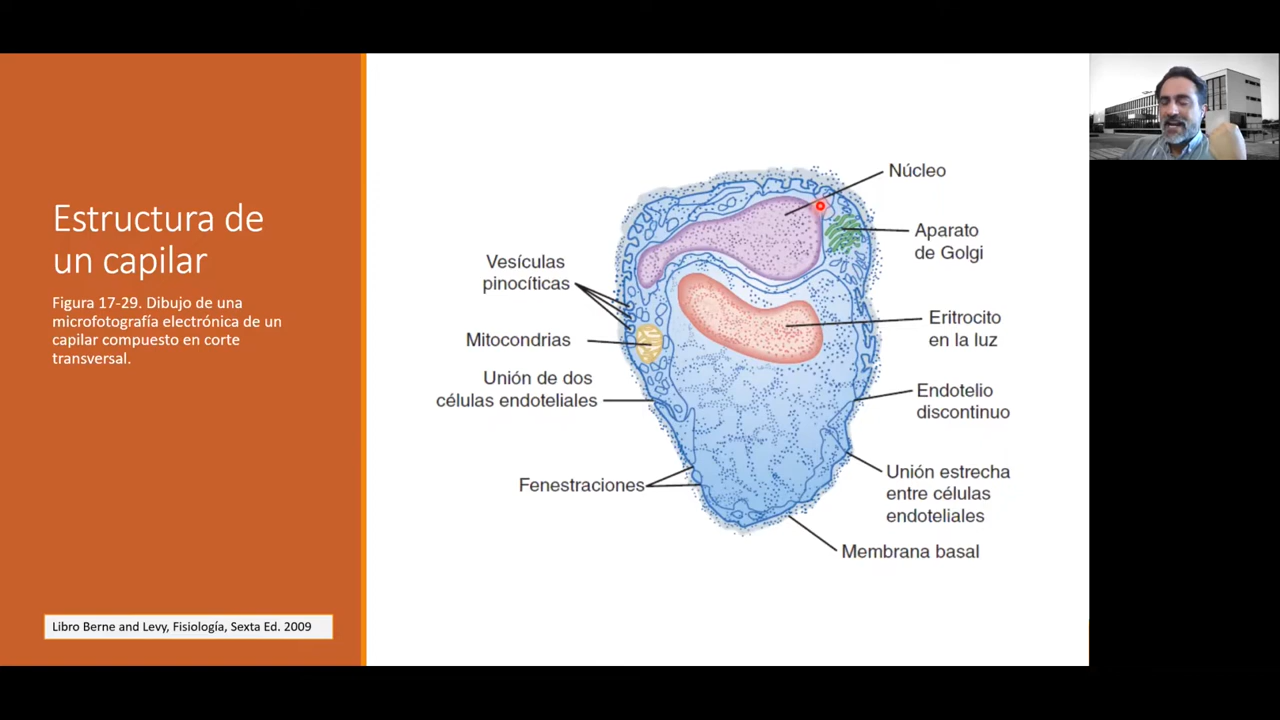 Estructura de
un capilar
Figura 17-29. Dibujo de una
microfotografía electrónica de un
capilar compuesto en corte
transversal.
Libro Berne and Levy, Fisiología, Sexta Ed. 2009
Vesículas
pinocíticas
Mitocondrias
Unión de dos
células endoteliales
Fenestraciones
Núcleo
Aparato
de Golgi
Eritrocito
en la luz
Endotelio
discontinuo
Unión estrecha
entre células
endoteliales
Membrana basal